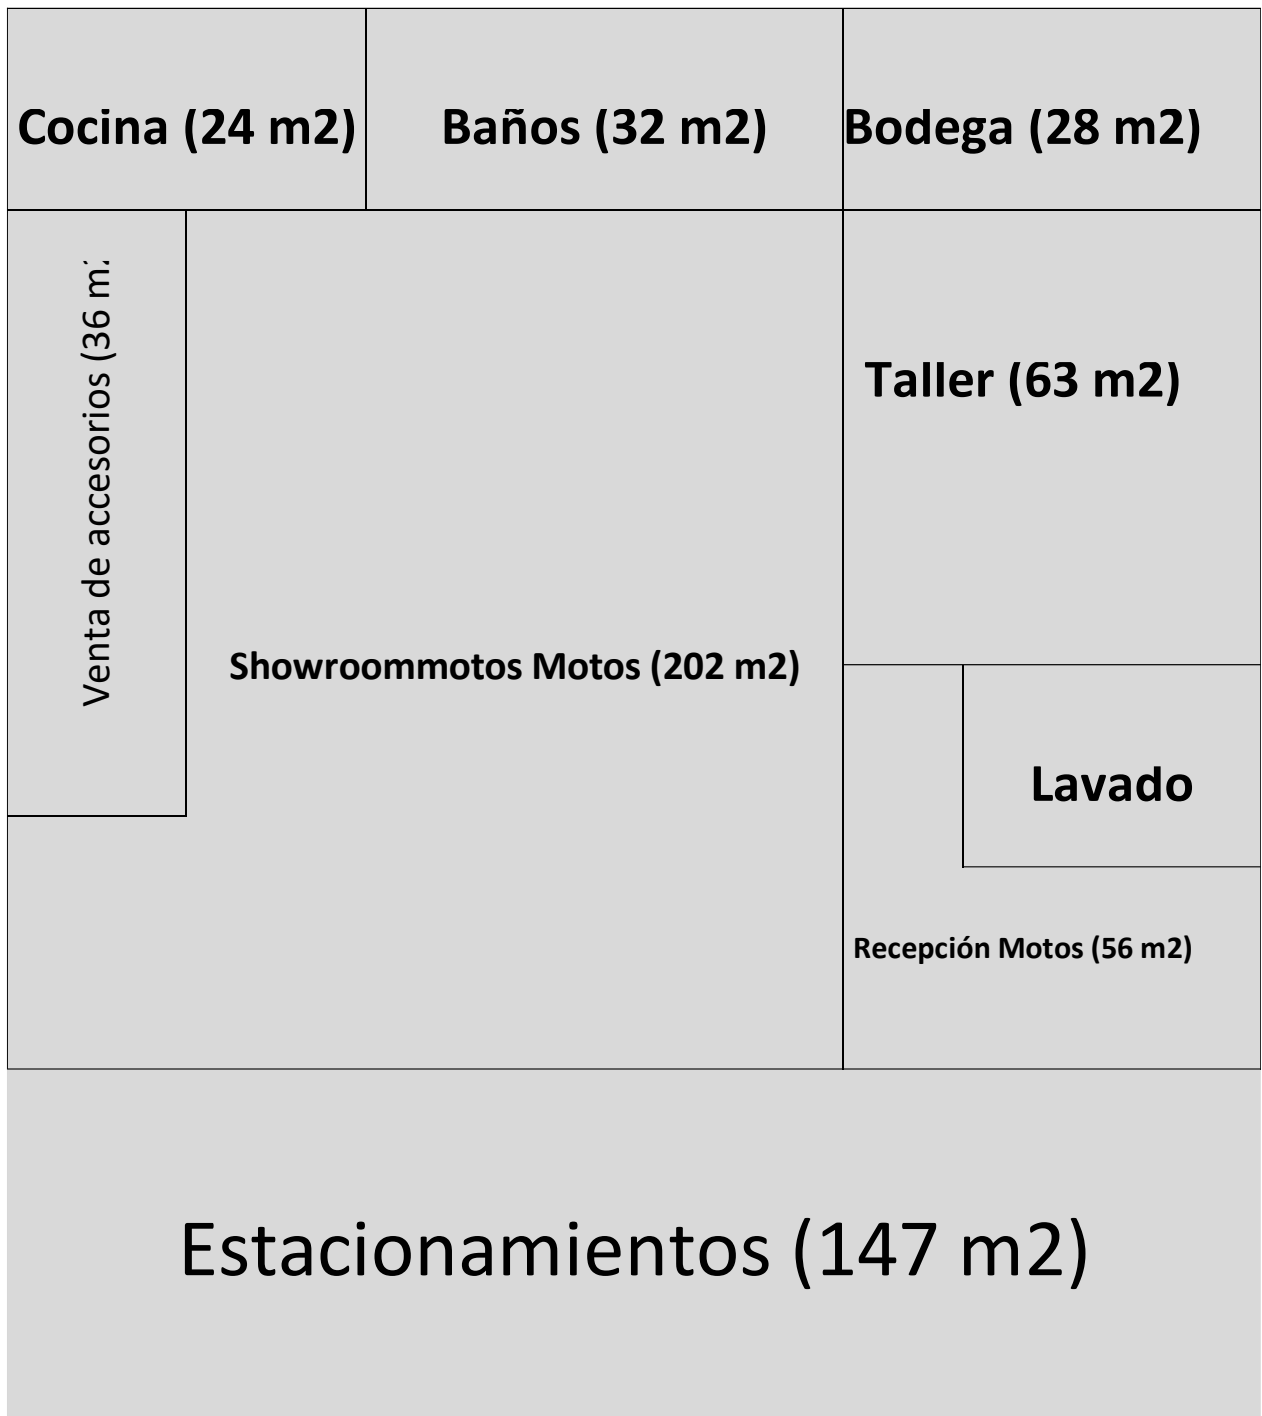 Cocina (24 m2)
Baños (32 m2)
Bodega (28 m2)
Venta de accesorios (36 m
Taller (63 m2)
Showroommotos Motos (202 m2)
Lavado
Recepción Motos (56 m2)
Estacionamientos (147 m2)